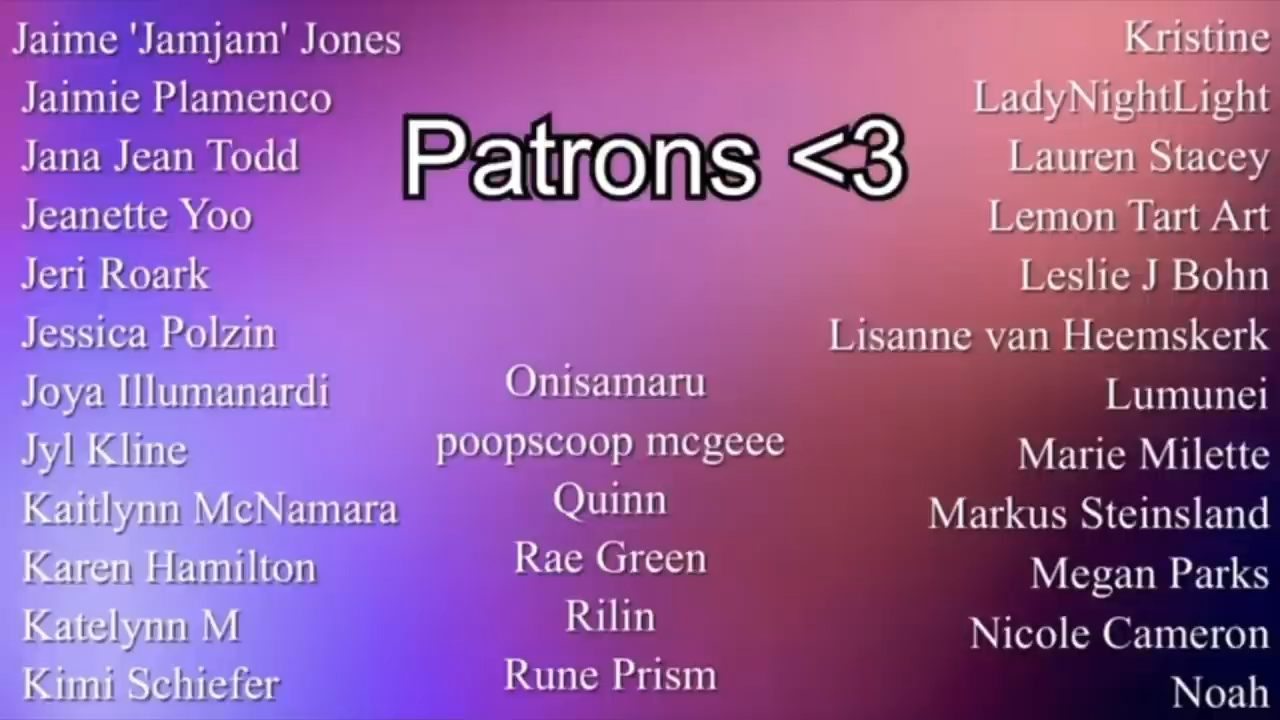 Patrons <3
Jaime 'Jamjam' Jones
Jaimie Plamenco
Jana Jean Todd
Jeanette Yoo
Jeri Roark
Jessica Polzin
Joya Illumanardi
Jyl Kline
Kaitlynn McNamara
Karen Hamilton
Katelynn M
Kimi Schiefer
Onisamaru
poopscoop mcgeee
Quinn
Rae Green
Rilin
Rune Prism
Kristine
LadyNightLight
Lauren Stacey
Lemon Tart Art
Leslie J Bohn
Lisanne van Heemskerk
Lumunei
Marie Milette
Markus Steinsland
Megan Parks
Nicole Cameron
Noah